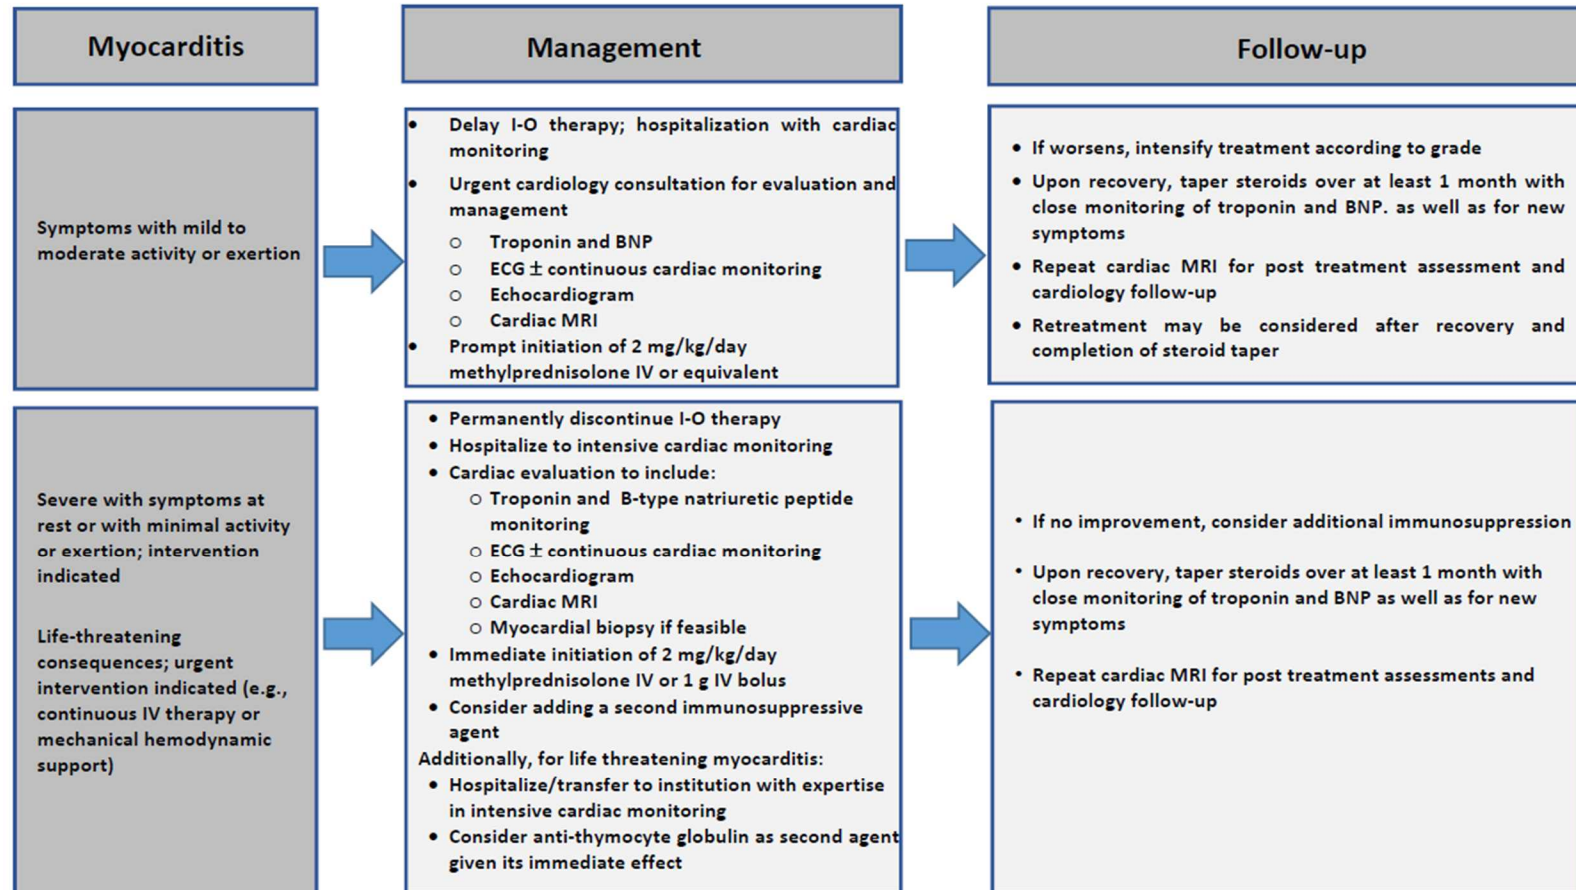 Myocarditis
Management
Follow-up
Symptoms with mild to
moderate activity or exertion
• Delay I-O therapy; hospitalization with cardiac
monitoring
• Urgent cardiology consultation for evaluation and
management
o Troponin and BNP
o ECG ± continuous cardiac monitoring
o Echocardiogram
o Cardiac MRI
• Prompt initiation of 2 mg/kg/day
methylprednisolone IV or equivalent
• If worsens, intensify treatment according to grade
• Upon recovery, taper steroids over at least 1 month with
close monitoring of troponin and BNP. as well as for new
symptoms
• Repeat cardiac MRI for post treatment assessment and
cardiology follow-up
• Retreatment may be considered after recovery and
completion of steroid taper
Severe with symptoms at
rest or with minimal activity
or exertion; intervention
indicated
Life-threatening
consequences; urgent
intervention indicated (e.g.,
continuous IV therapy or
mechanical hemodynamic
support)
• Permanently discontinue I-O therapy
• Hospitalize to intensive cardiac monitoring
• Cardiac evaluation to include:
o Troponin and B-type natriuretic peptide
monitoring
o ECG ± continuous cardiac monitoring
o Echocardiogram
o Cardiac MRI
o Myocardial biopsy if feasible
• Immediate initiation of 2 mg/kg/day
methylprednisolone IV or 1 g IV bolus
• Consider adding a second immunosuppressive
agent
Additionally, for life threatening myocarditis:
• Hospitalize/transfer to institution with expertise
in intensive cardiac monitoring
• Consider anti-thymocyte globulin as second agent
given its immediate effect
• If no improvement, consider additional immunosuppression
• Upon recovery, taper steroids over at least 1 month with
close monitoring of troponin and BNP as well as for new
symptoms
• Repeat cardiac MRI for post treatment assessments and
cardiology follow-up